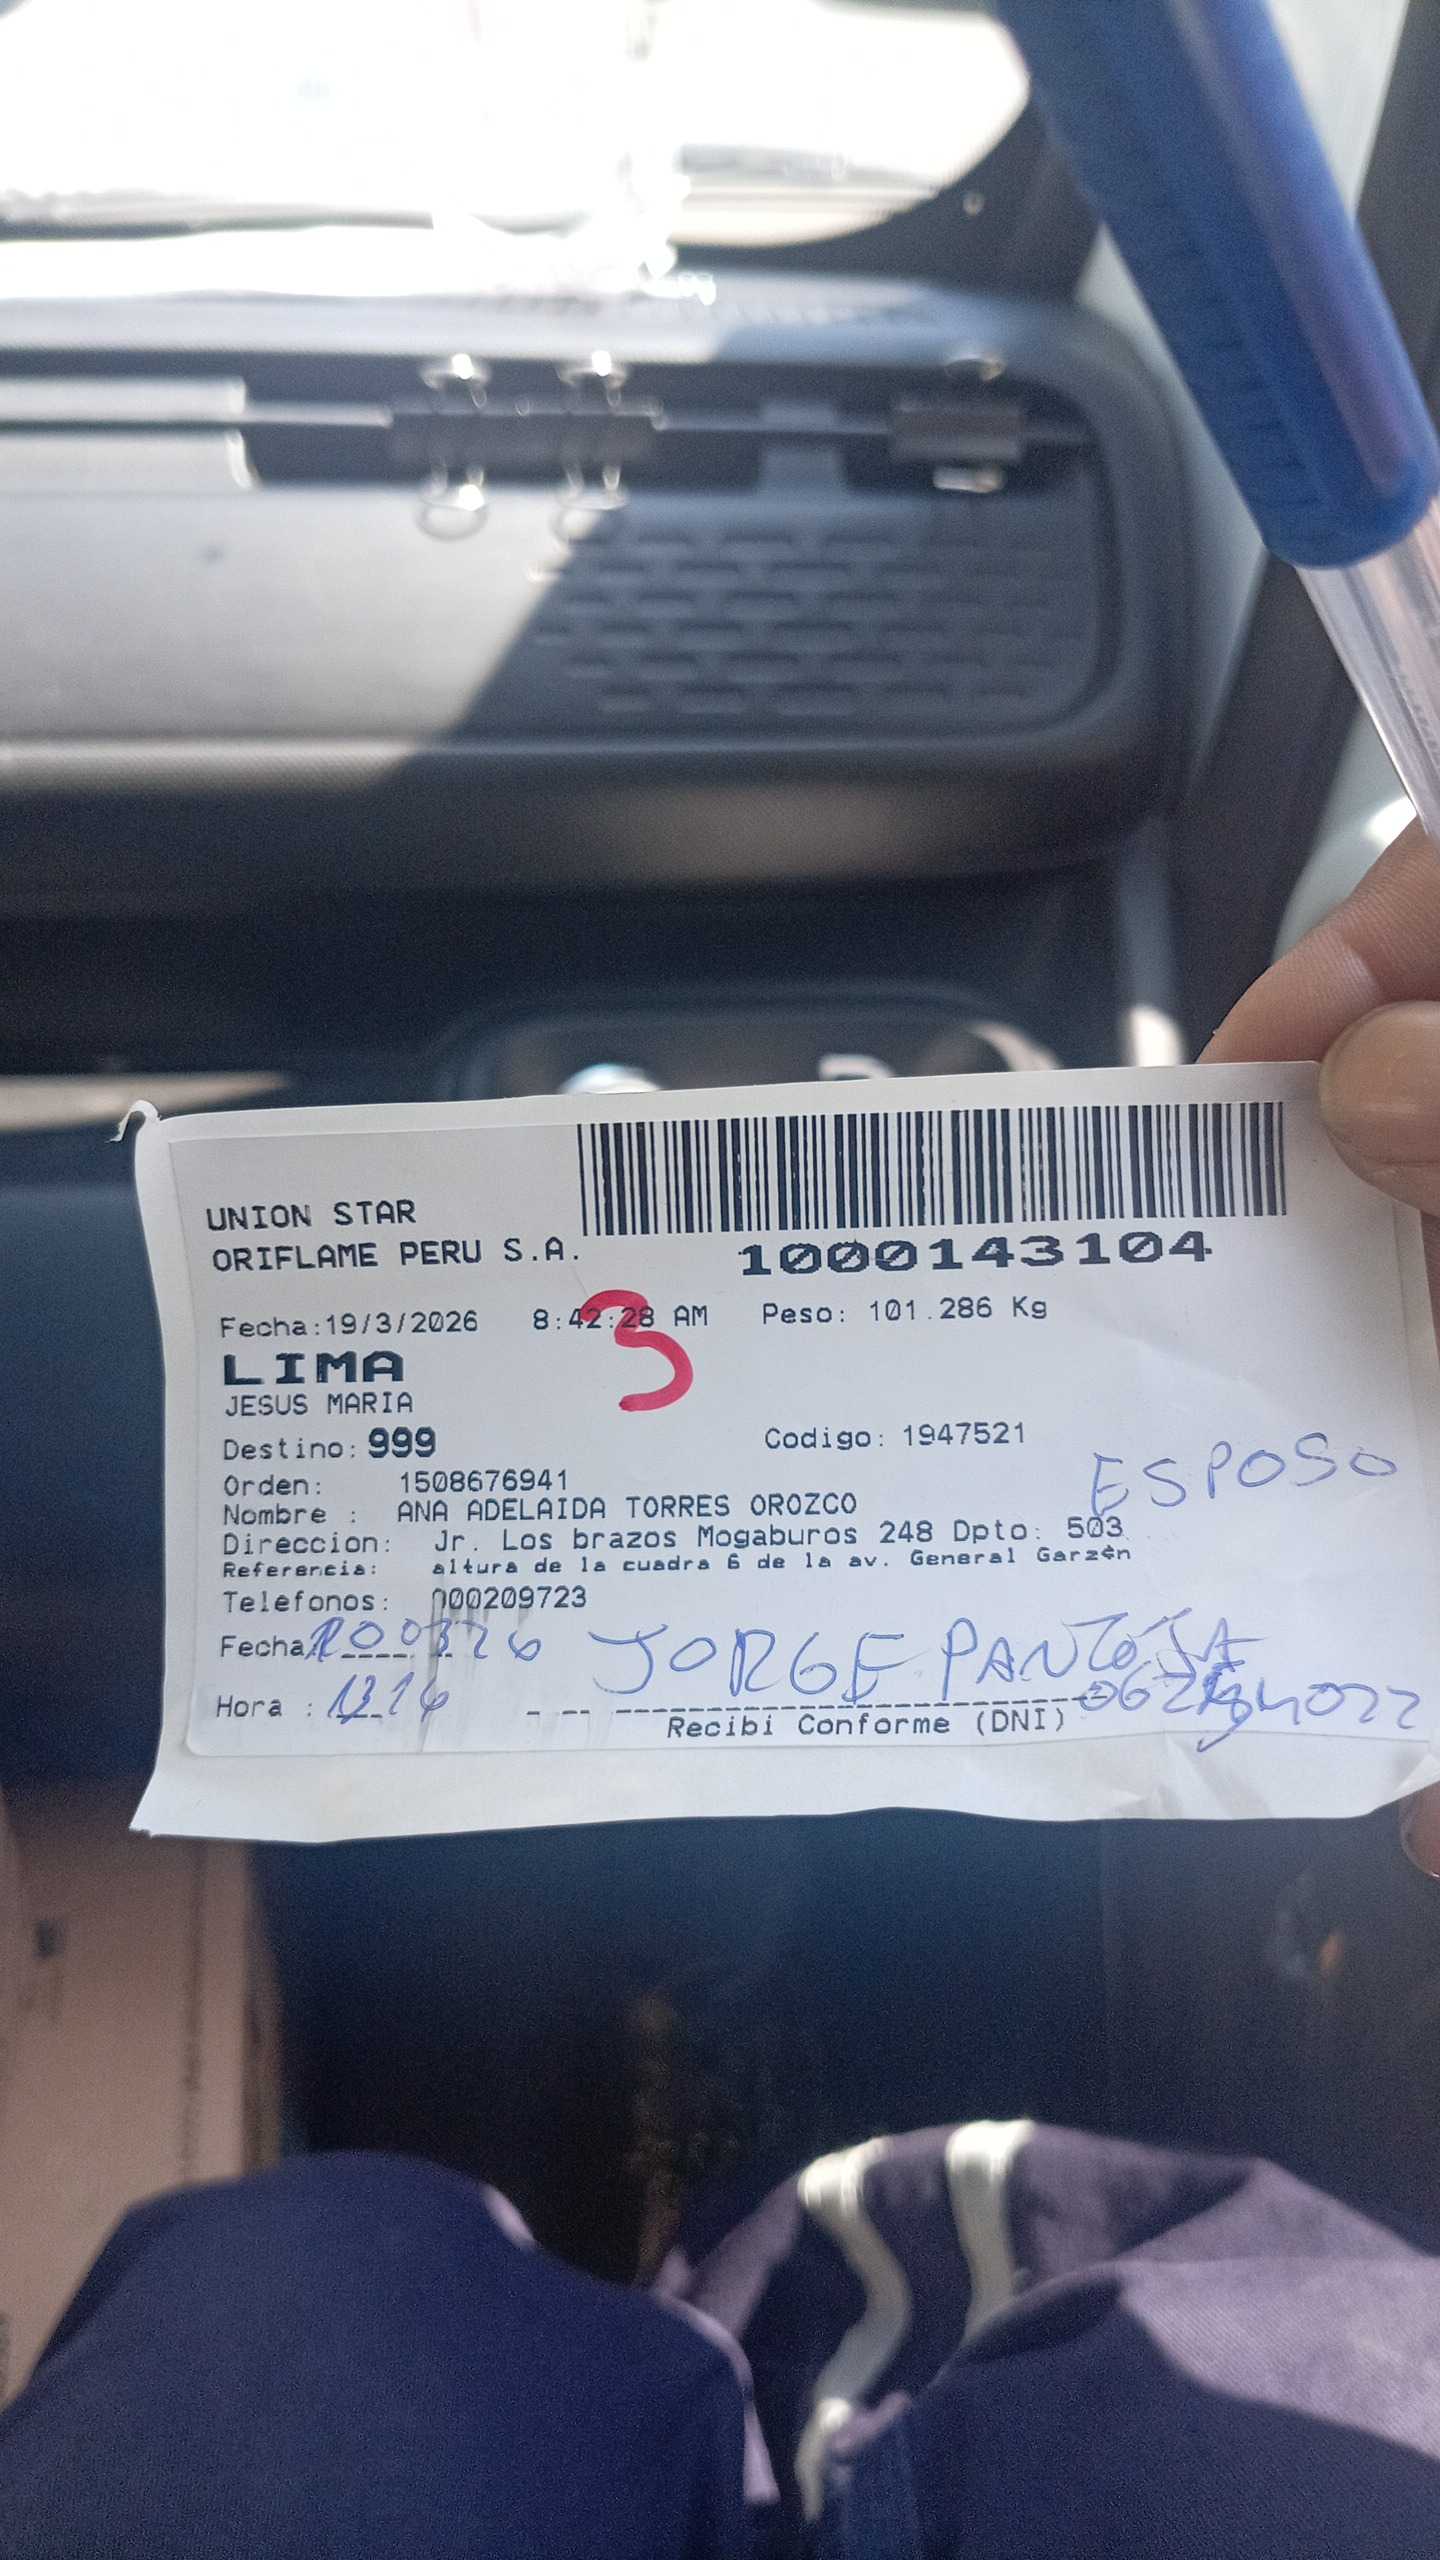 UNION STAR
ORIFLAME PERU S.A.
1000143104
Fecha:19/3/2026 8:42:28 AM Peso: 101.286 Kg
3
LIMA
JESUS MARIA
Destino: 999 Codigo: 1947521
ESPOSO
Orden: 1508676941
Nombre : ANA ADELAIDA TORRES OROZCO
Direccion: Jr. Los brazos Mogaburos 248 Dpto: 503
Referencia: altura de la cuadra 6 de la av. General Garz¢n
Telefonos: 000209723
Fecha JORGE PANTOJA
Hora :
Recibi Conforme (DNI)